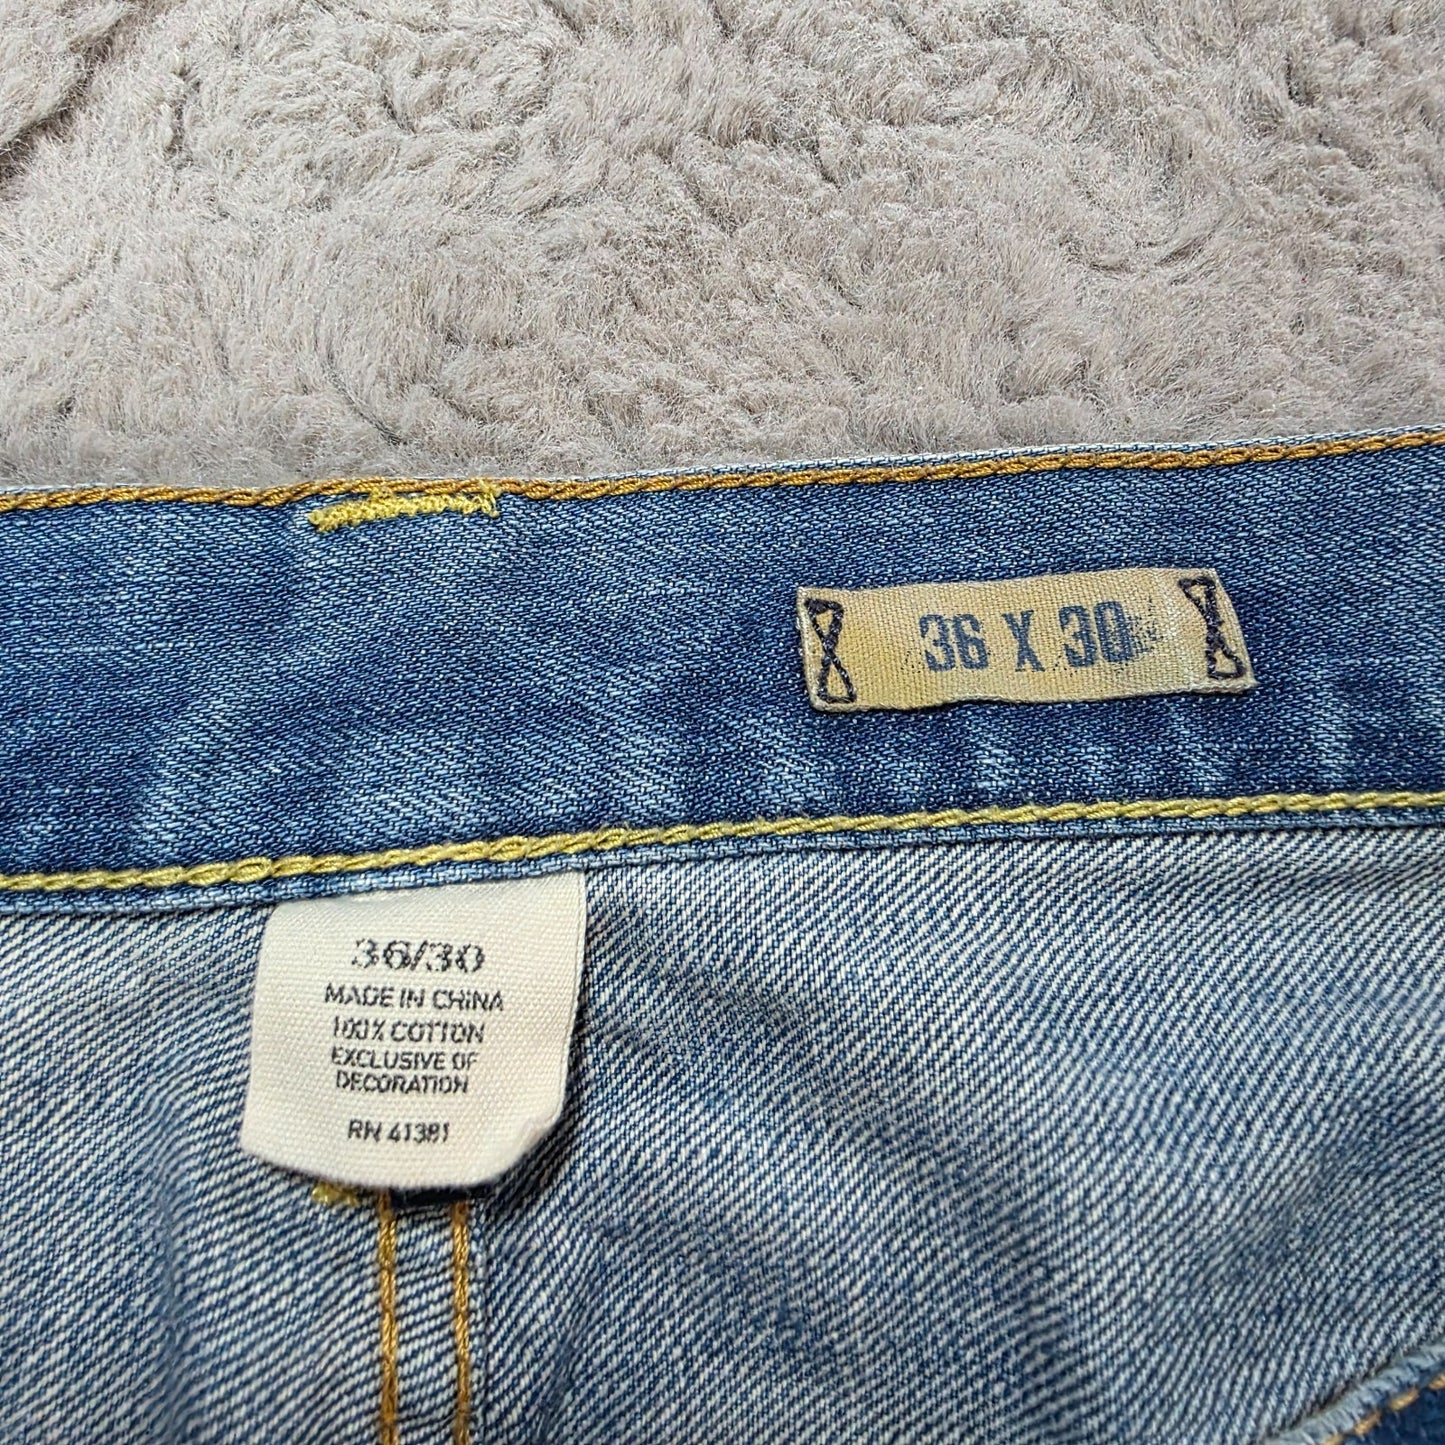 36 X 30
36/30
MADE IN CHINA
100% COTTON
EXCLUSIVE OF
DECORATION
RN 41381